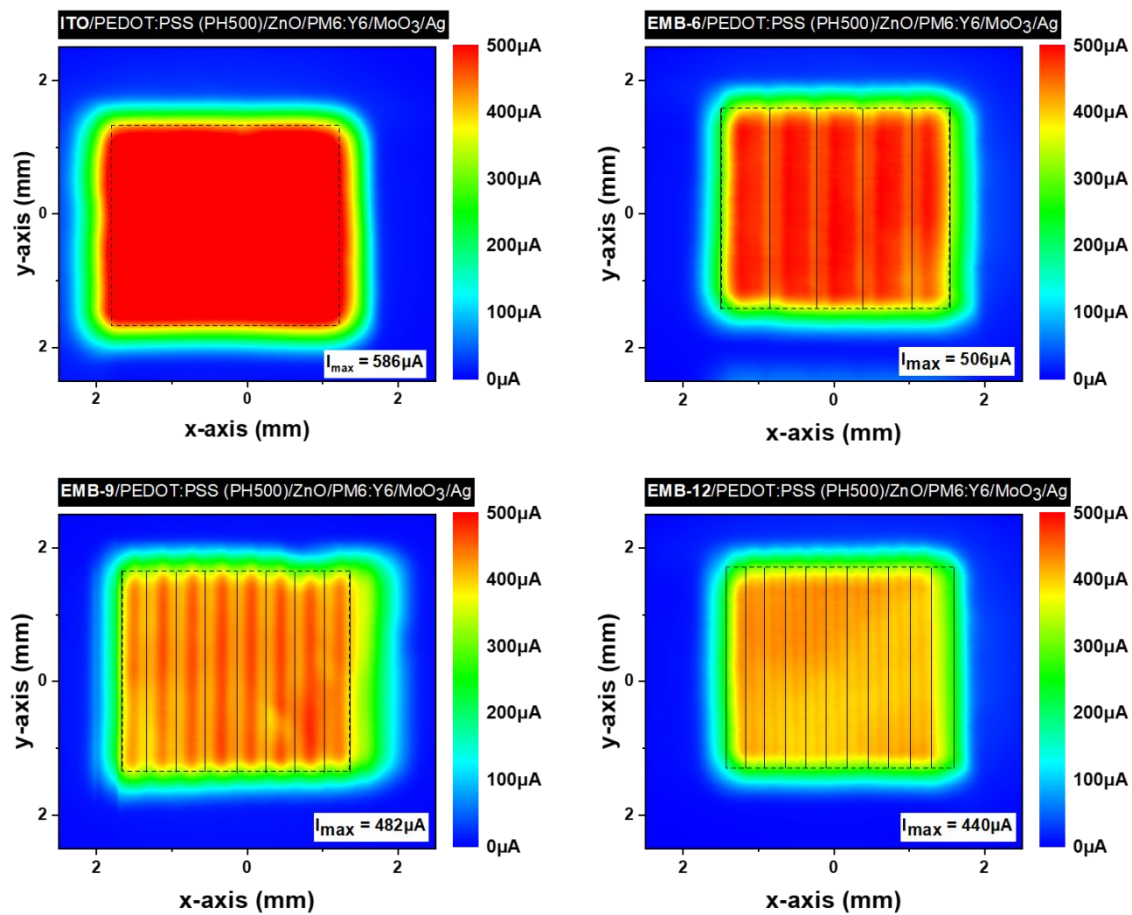 ITO/PEDOT:PSS (PH500)/ZnO/PM6:Y6/MoO3/Ag
500µA
400µA
300µA
200µA
100µA
0µA
2
0
2
y-axis (mm)
2
0
2
x-axis (mm)
Imax = 586µA
EMB-6/PEDOT:PSS (PH500)/ZnO/PM6:Y6/MoO3/Ag
500µA
400µA
300µA
200µA
100µA
0µA
2
0
2
y-axis (mm)
2
0
2
x-axis (mm)
Imax = 506µA
EMB-9/PEDOT:PSS (PH500)/ZnO/PM6:Y6/MoO3/Ag
500µA
400µA
300µA
200µA
100µA
0µA
2
0
2
y-axis (mm)
2
0
2
x-axis (mm)
Imax = 482µA
EMB-12/PEDOT:PSS (PH500)/ZnO/PM6:Y6/MoO3/Ag
500µA
400µA
300µA
200µA
100µA
0µA
2
0
2
y-axis (mm)
2
0
2
x-axis (mm)
Imax = 440µA